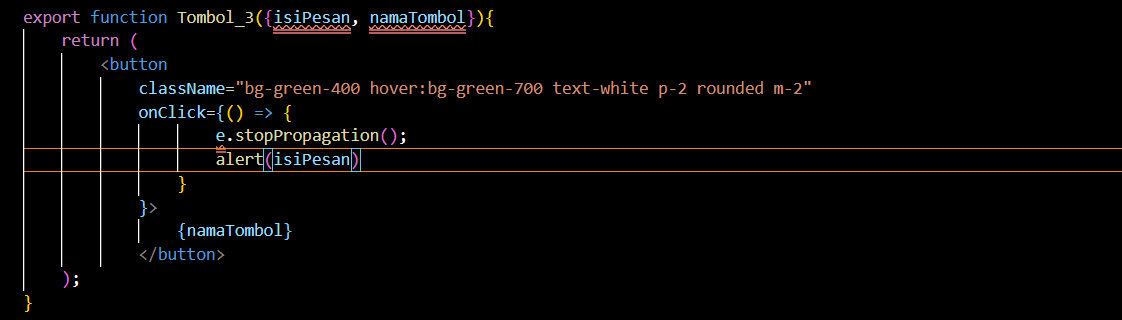 export function Tombol_3({isiPesan, namaTombol}){
return (
<button
className="bg-green-400 hover:bg-green-700 text-white p-2 rounded m-2"
onClick={() => {
e.stopPropagation();
alert(isiPesan)
}
}>
{namaTombol}
</button>
);
}